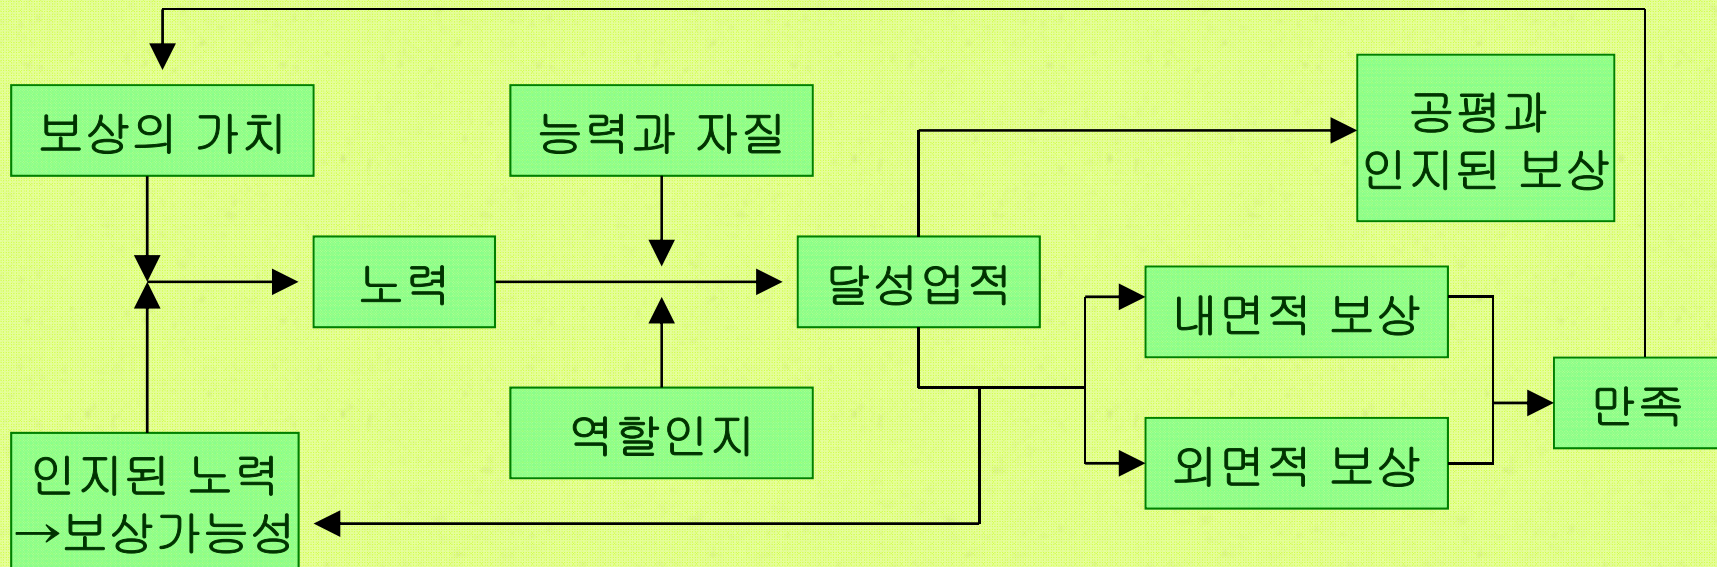 보상의 가치
능력과 자질
공평과
인지된 보상
노력
달성업적
내면적 보상
만족
역할인지
외면적 보상
인지된 노력
→보상가능성